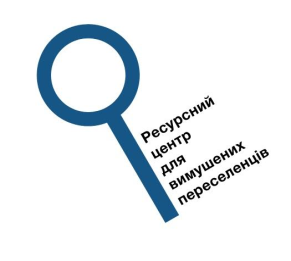 Ресурсний
центр
для
вимушених
переселенців